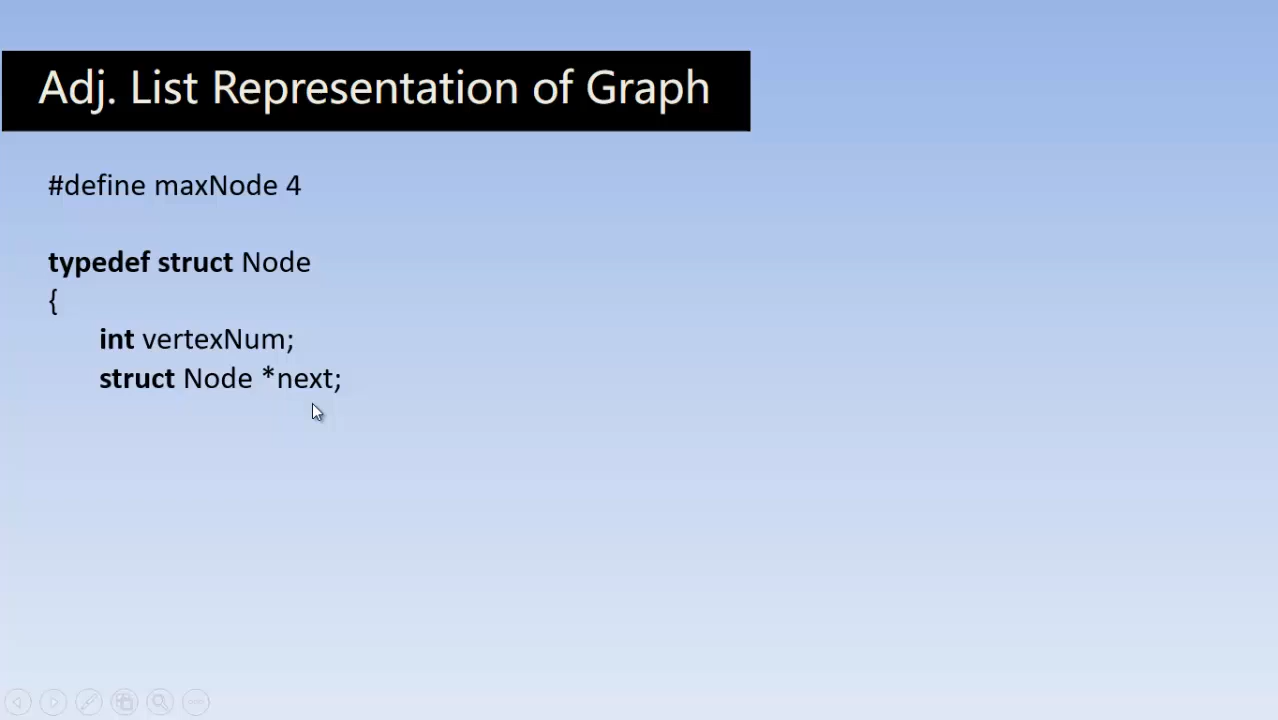 Adj. List Representation of Graph
#define maxNode 4
typedef struct Node
{
int vertexNum;
struct Node *next;